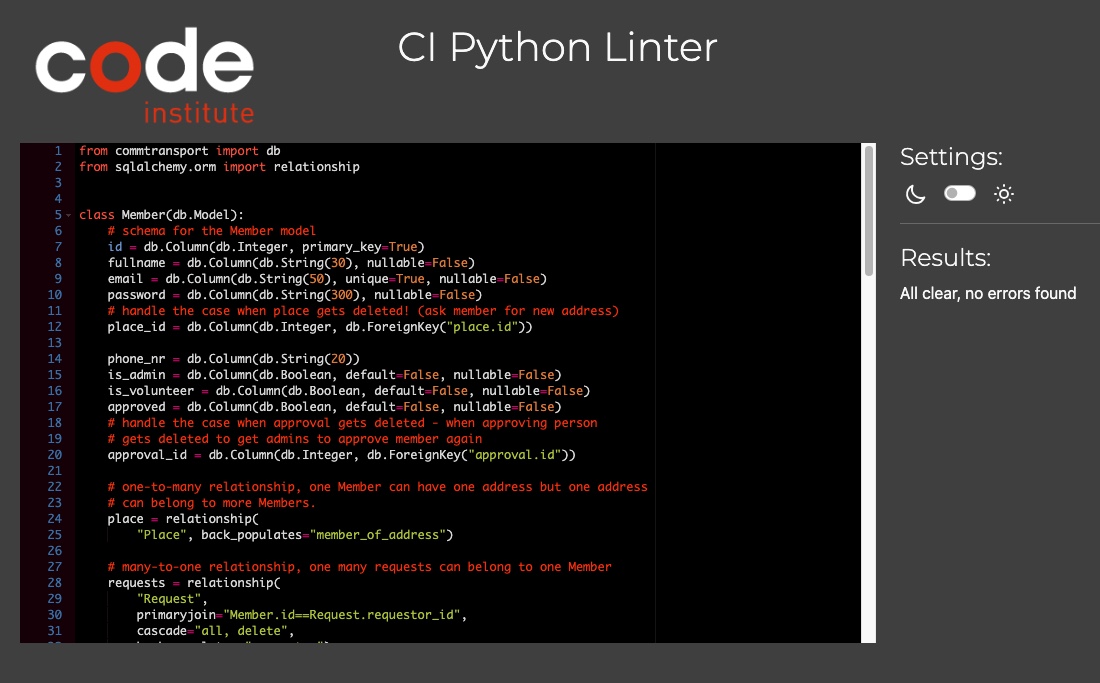 code
institute
CI Python Linter
1 from commtransport import db
2 from sqlalchemy.orm import relationship
3
4
5 class Member(db.Model):
6     # schema for the Member model
7     id = db.Column(db.Integer, primary_key=True)
8     fullname = db.Column(db.String(30), nullable=False)
9     email = db.Column(db.String(50), unique=True, nullable=False)
10     password = db.Column(db.String(300), nullable=False)
11     # handle the case when place gets deleted! (ask member for new address)
12     place_id = db.Column(db.Integer, db.ForeignKey("place.id"))
13
14     phone_nr = db.Column(db.String(20))
15     is_admin = db.Column(db.Boolean, default=False, nullable=False)
16     is_volunteer = db.Column(db.Boolean, default=False, nullable=False)
17     approved = db.Column(db.Boolean, default=False, nullable=False)
18     # handle the case when approval gets deleted - when approving person
19     # gets deleted to get admins to approve member again
20     approval_id = db.Column(db.Integer, db.ForeignKey("approval.id"))
21
22     # one-to-many relationship, one Member can have one address but one address
23     # can belong to more Members.
24     place = relationship(
25         "Place", back_populates="member_of_address")
26
27     # many-to-one relationship, one many requests can belong to one Member
28     requests = relationship(
29         "Request",
30         primaryjoin="Member.id==Request.requestor_id",
31         cascade="all, delete",
Settings:
Results:
All clear, no errors found